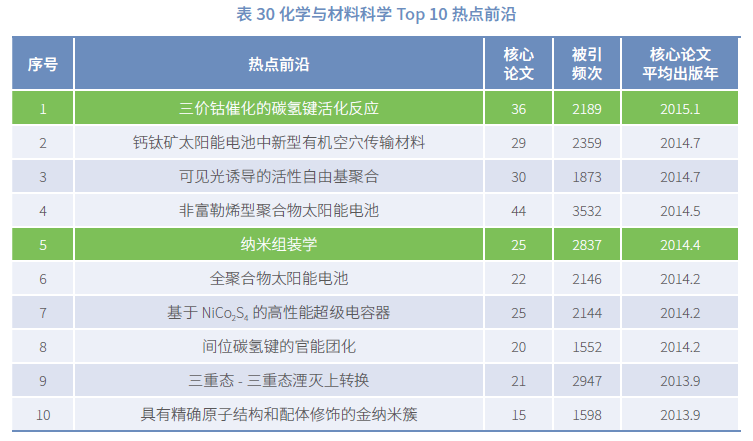 表 30 化学与材料科学 Top 10 热点前沿
序号 热点前沿 核心论文 被引频次 核心论文平均出版年
1 三价钴催化的碳氢键活化反应 36 2189 2015.1
2 钙钛矿太阳能电池中新型有机空穴传输材料 29 2359 2014.7
3 可见光诱导的活性自由基聚合 30 1873 2014.7
4 非富勒烯型聚合物太阳能电池 44 3532 2014.5
5 纳米组装学 25 2837 2014.4
6 全聚合物太阳能电池 22 2146 2014.2
7 基于 NiCo₂S₄ 的高性能超级电容器 25 2144 2014.2
8 间位碳氢键的官能团化 20 1552 2014.2
9 三重态 - 三重态湮灭上转换 21 2947 2013.9
10 具有精确原子结构和配体修饰的金纳米簇 15 1598 2013.9